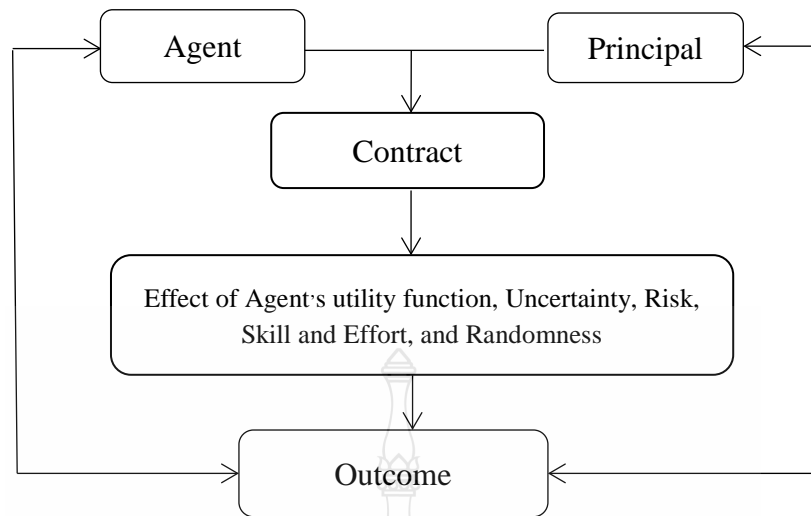 Agent
Principal
Contract
Effect of Agent's utility function, Uncertainty, Risk,
Skill and Effort, and Randomness
Outcome